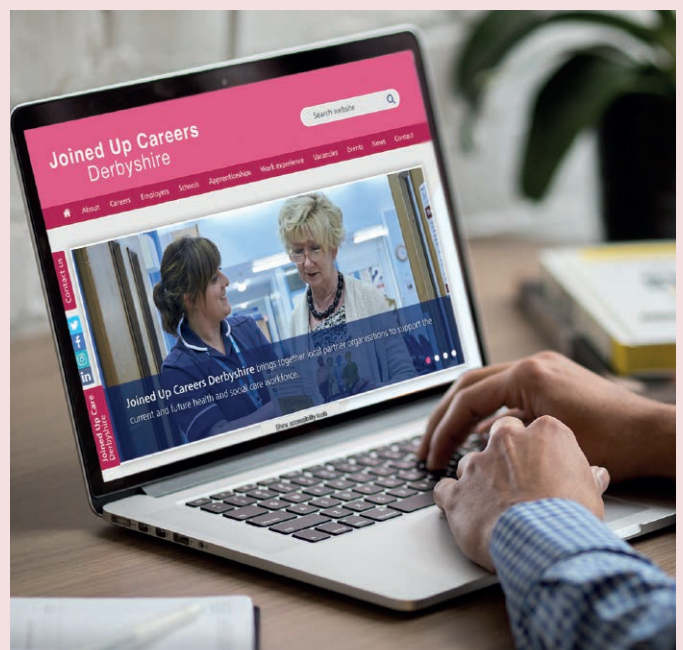 Joined Up Careers
Derbyshire
Search website
About Careers Employers Schools Apprenticeships Work experience Vacancies Events News Contact
Contact us
Joined Up Careers Derbyshire brings together local partner organisations to support the
current and future health and social care workforce.
Joined Up Care
Derbyshire
Show accessibility tools